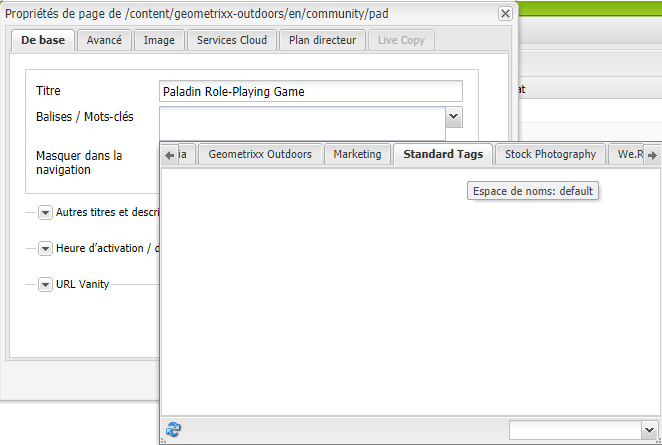 Propriétés de page de /content/geometrixx-outdoors/en/community/pad
De base Avancé Image Services Cloud Plan directeur Live Copy
Titre Paladin Role-Playing Game
Balises / Mots-clés
Masquer dans la
navigation
Geometrixx Outdoors Marketing Standard Tags Stock Photography We.R
Espace de noms: default
Autres titres et descri
Heure d’activation / d
URL Vanity